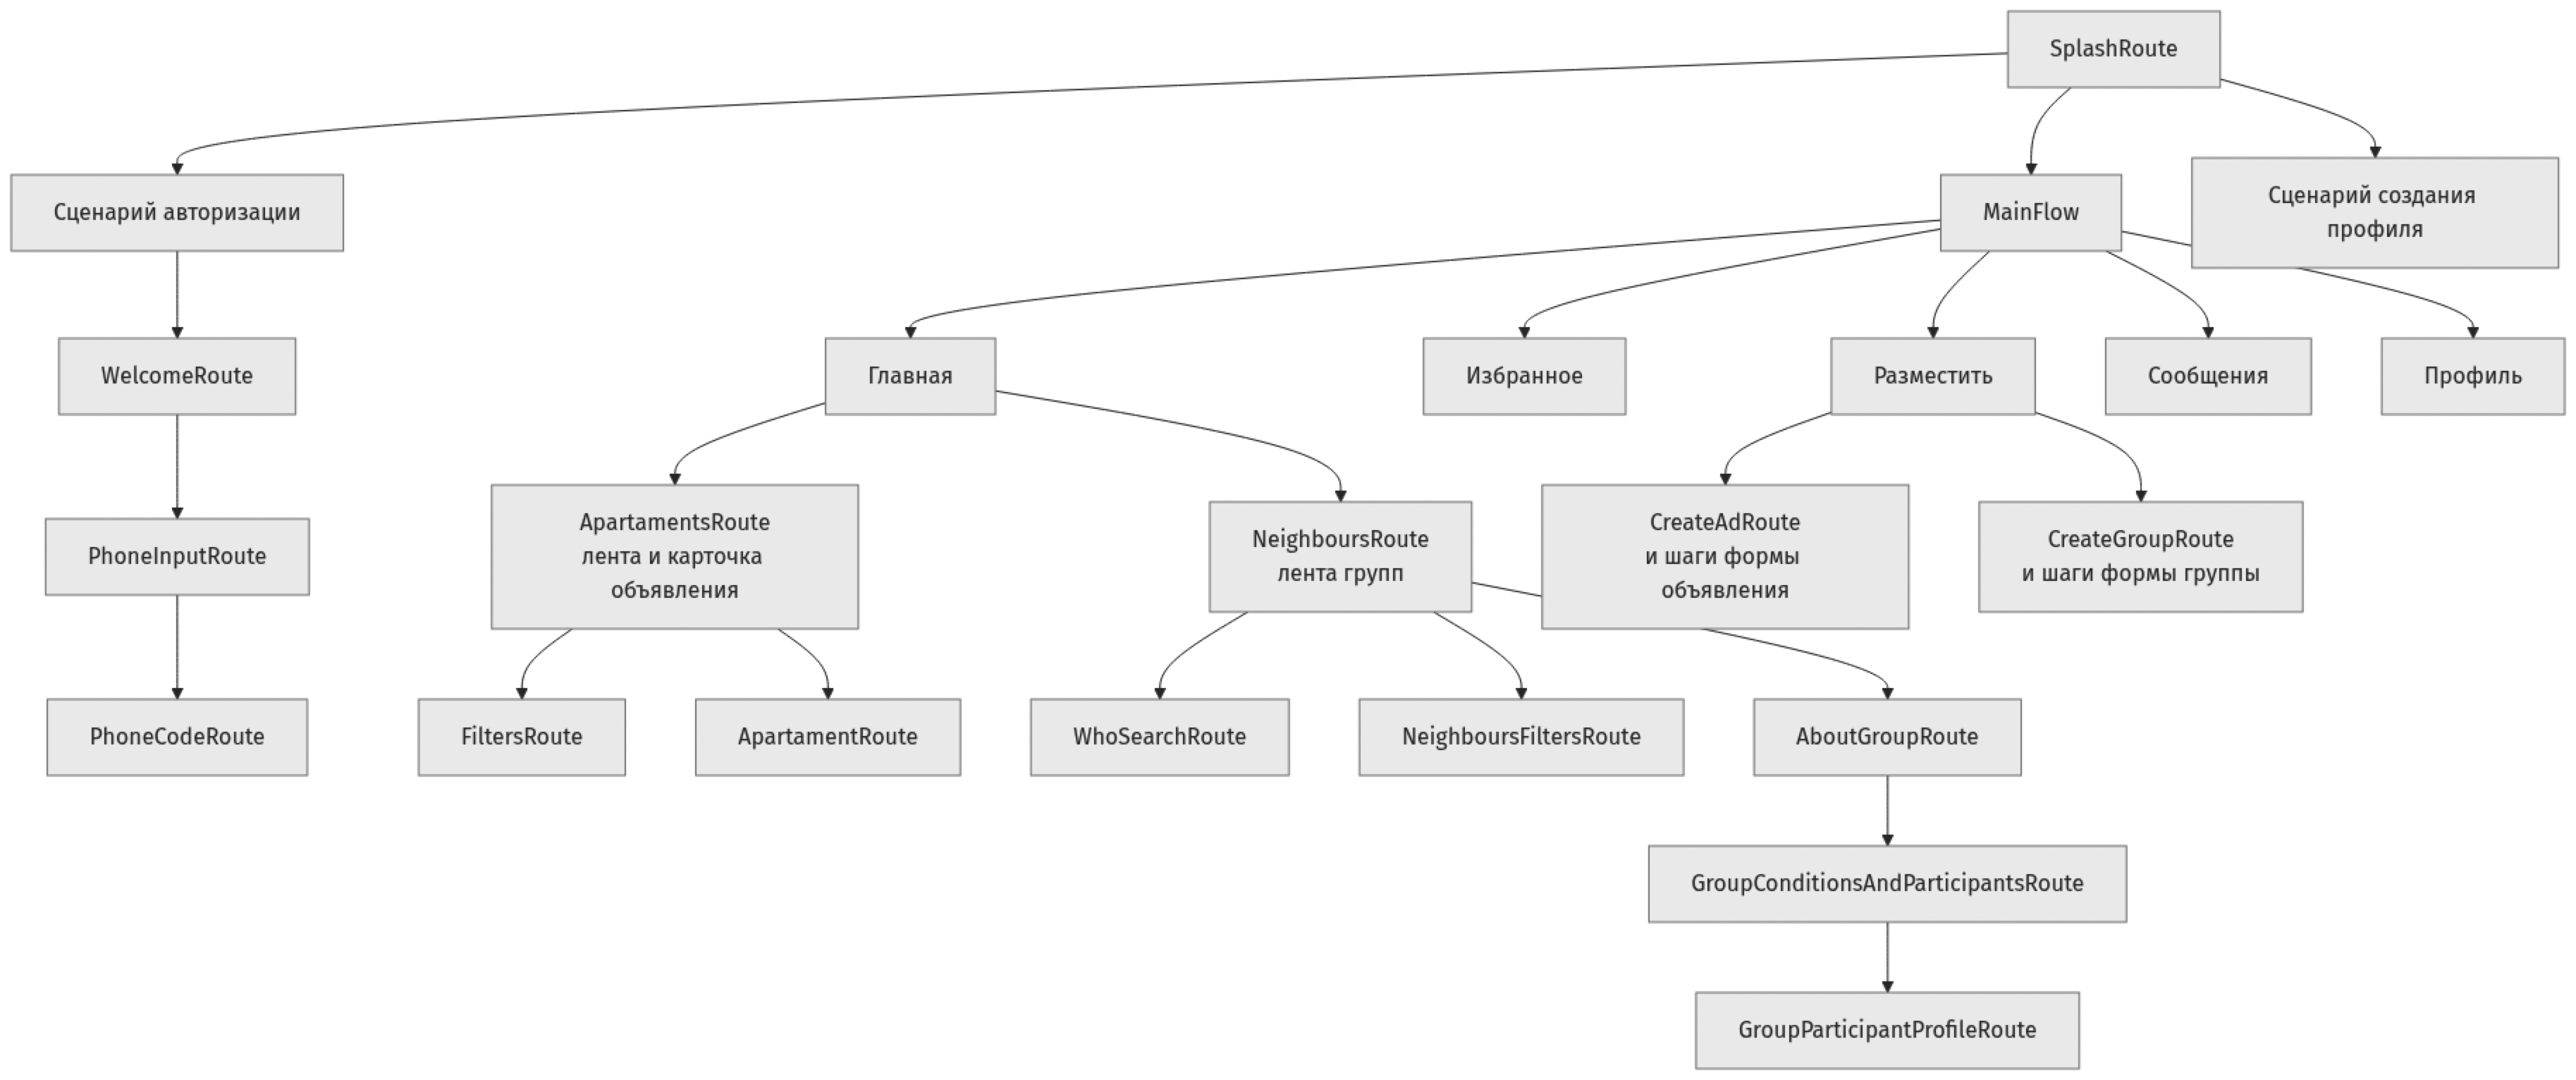 SplashRoute
Сценарий авторизации
MainFlow
Сценарий создания
профиля
WelcomeRoute
Главная
Избранное
Разместить
Сообщения
Профиль
PhoneInputRoute
ApartamentsRoute
лента и карточка
объявления
NeighboursRoute
лента групп
CreateAdRoute
и шаги формы
объявления
CreateGroupRoute
и шаги формы группы
PhoneCodeRoute
FiltersRoute
ApartamentRoute
WhoSearchRoute
NeighboursFiltersRoute
AboutGroupRoute
GroupConditionsAndParticipantsRoute
GroupParticipantProfileRoute